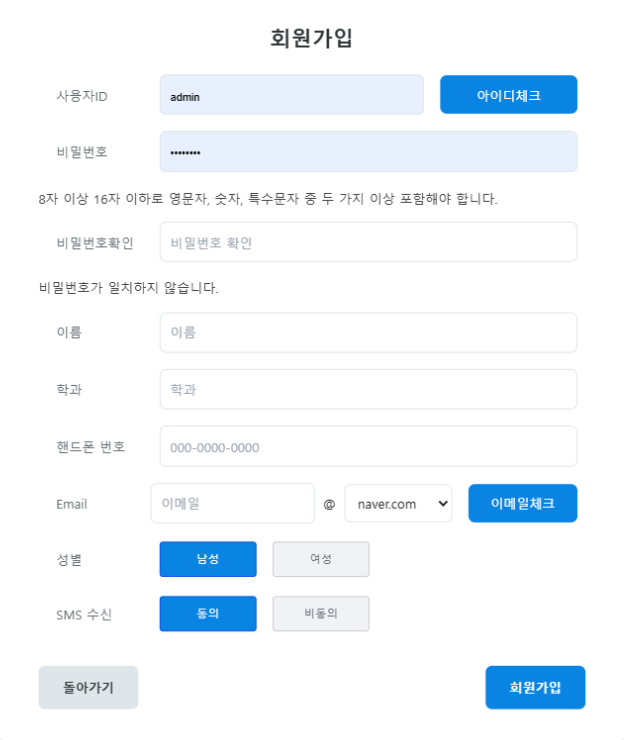 회원가입
사용자ID admin 아이디체크
비밀번호 ••••••••
8자 이상 16자 이하로 영문자, 숫자, 특수문자 중 두 가지 이상 포함해야 합니다.
비밀번호확인 비밀번호 확인
비밀번호가 일치하지 않습니다.
이름 이름
학과 학과
핸드폰 번호 000-0000-0000
Email 이메일 @ naver.com 이메일체크
성별 남성 여성
SMS 수신 동의 비동의
돌아가기 회원가입